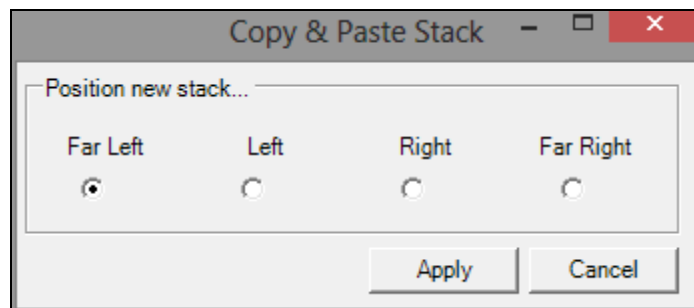 Copy & Paste Stack
Position new stack...
Far Left Left Right Far Right
Apply Cancel